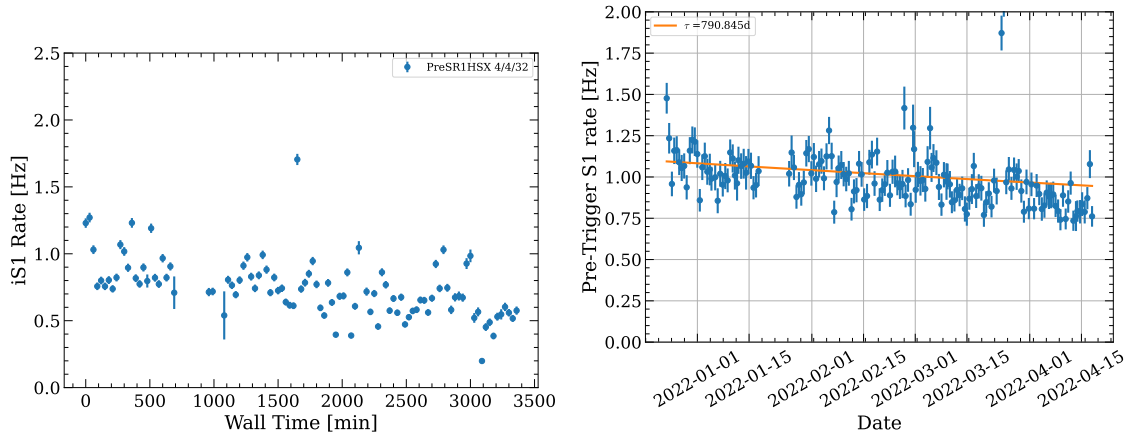 2.5
2.0
1.5
1.0
0.5
0.0
iS1 Rate [Hz]
PreSR1HSX 4/4/32
0 500 1000 1500 2000 2500 3000 3500
Wall Time [min]
2.00
1.75
1.50
1.25
1.00
0.75
0.50
0.25
0.00
Pre-Trigger S1 rate [Hz]
τ =790.845d
2022-01-01 2022-01-15 2022-02-01 2022-02-15 2022-03-01 2022-03-15 2022-04-01 2022-04-15
Date